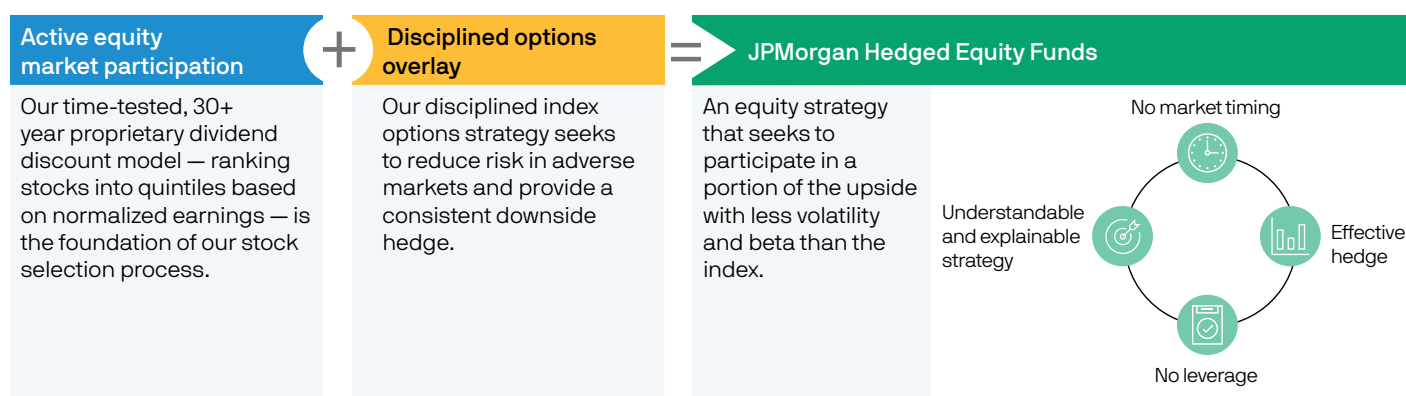 Active equity
market participation
+
Disciplined options
overlay
=
JPMorgan Hedged Equity Funds
Our time-tested, 30+
year proprietary dividend
discount model — ranking
stocks into quintiles based
on normalized earnings — is
the foundation of our stock
selection process.
Our disciplined index
options strategy seeks
to reduce risk in adverse
markets and provide a
consistent downside
hedge.
An equity strategy
that seeks to
participate in a
portion of the upside
with less volatility
and beta than the
index.
No market timing
Understandable
and explainable
strategy
Effective
hedge
No leverage